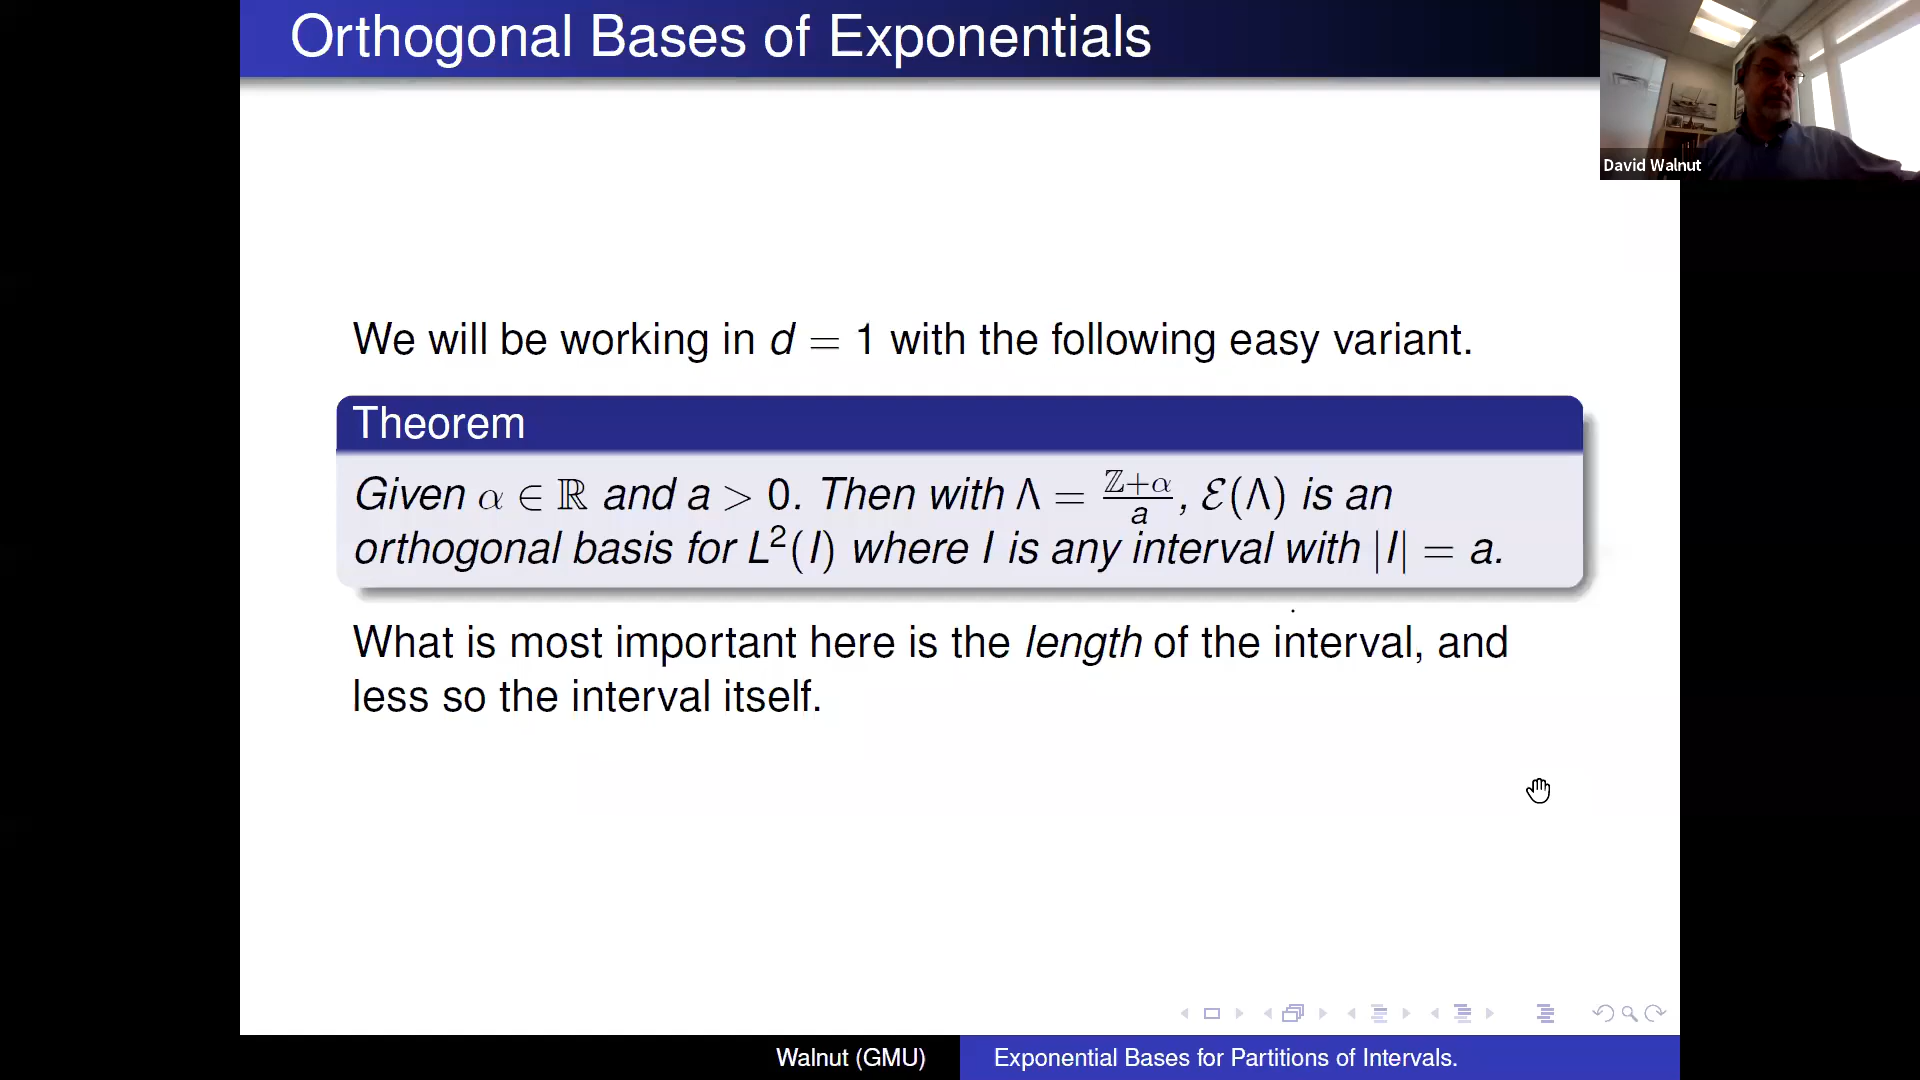 Orthogonal Bases of Exponentials
David Walnut
We will be working in d = 1 with the following easy variant.
Theorem
Given α ∈ ℝ and a > 0. Then with Λ = (ℤ+α)/a, ℰ(Λ) is an
orthogonal basis for L²(I) where I is any interval with |I| = a.
What is most important here is the length of the interval, and
less so the interval itself.
Walnut (GMU)
Exponential Bases for Partitions of Intervals.